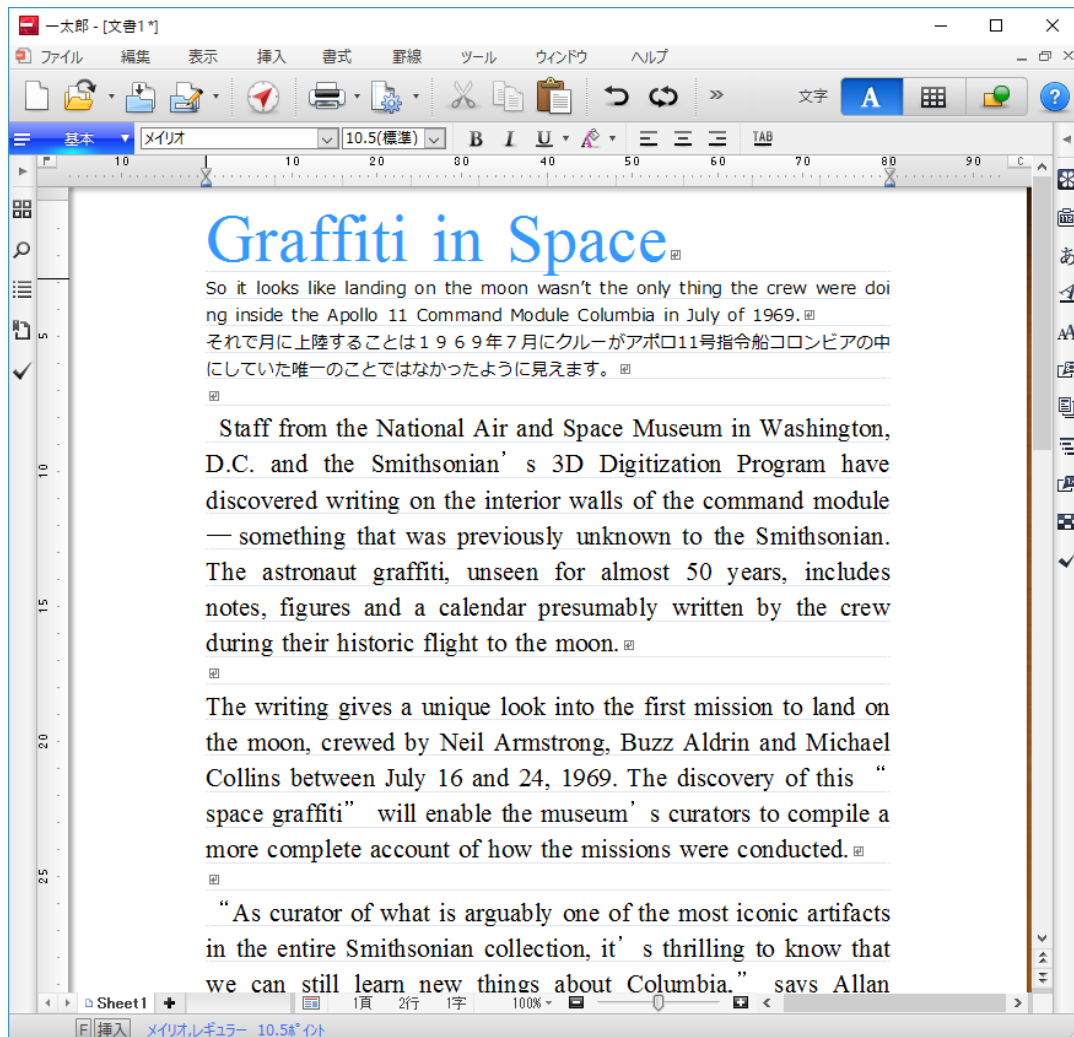 一太郎 - [文書1 *]
ファイル 編集 表示 挿入 書式 罫線 ツール ウィンドウ ヘルプ
文字 A
基本 メイリオ 10.5(標準) B I U TAB
10 10 20 30 40 50 60 70 80 90 C
Graffiti in Space
So it looks like landing on the moon wasn't the only thing the crew were doi
ng inside the Apollo 11 Command Module Columbia in July of 1969.
それで月に上陸することは１９６９年７月にクルーがアポロ11号指令船コロンビアの中
にしていた唯一のことではなかったように見えます。
Staff from the National Air and Space Museum in Washington,
D.C. and the Smithsonian’s 3D Digitization Program have
discovered writing on the interior walls of the command module
— something that was previously unknown to the Smithsonian.
The astronaut graffiti, unseen for almost 50 years, includes
notes, figures and a calendar presumably written by the crew
during their historic flight to the moon.
The writing gives a unique look into the first mission to land on
the moon, crewed by Neil Armstrong, Buzz Aldrin and Michael
Collins between July 16 and 24, 1969. The discovery of this “
space graffiti” will enable the museum’s curators to compile a
more complete account of how the missions were conducted.
“As curator of what is arguably one of the most iconic artifacts
in the entire Smithsonian collection, it’s thrilling to know that
we can still learn new things about Columbia,” says Allan
5
10
15
20
25
Sheet1 1頁 2行 1字 100%
F 挿入 メイリオ,レギュラー 10.5ﾎﾟｲﾝﾄ